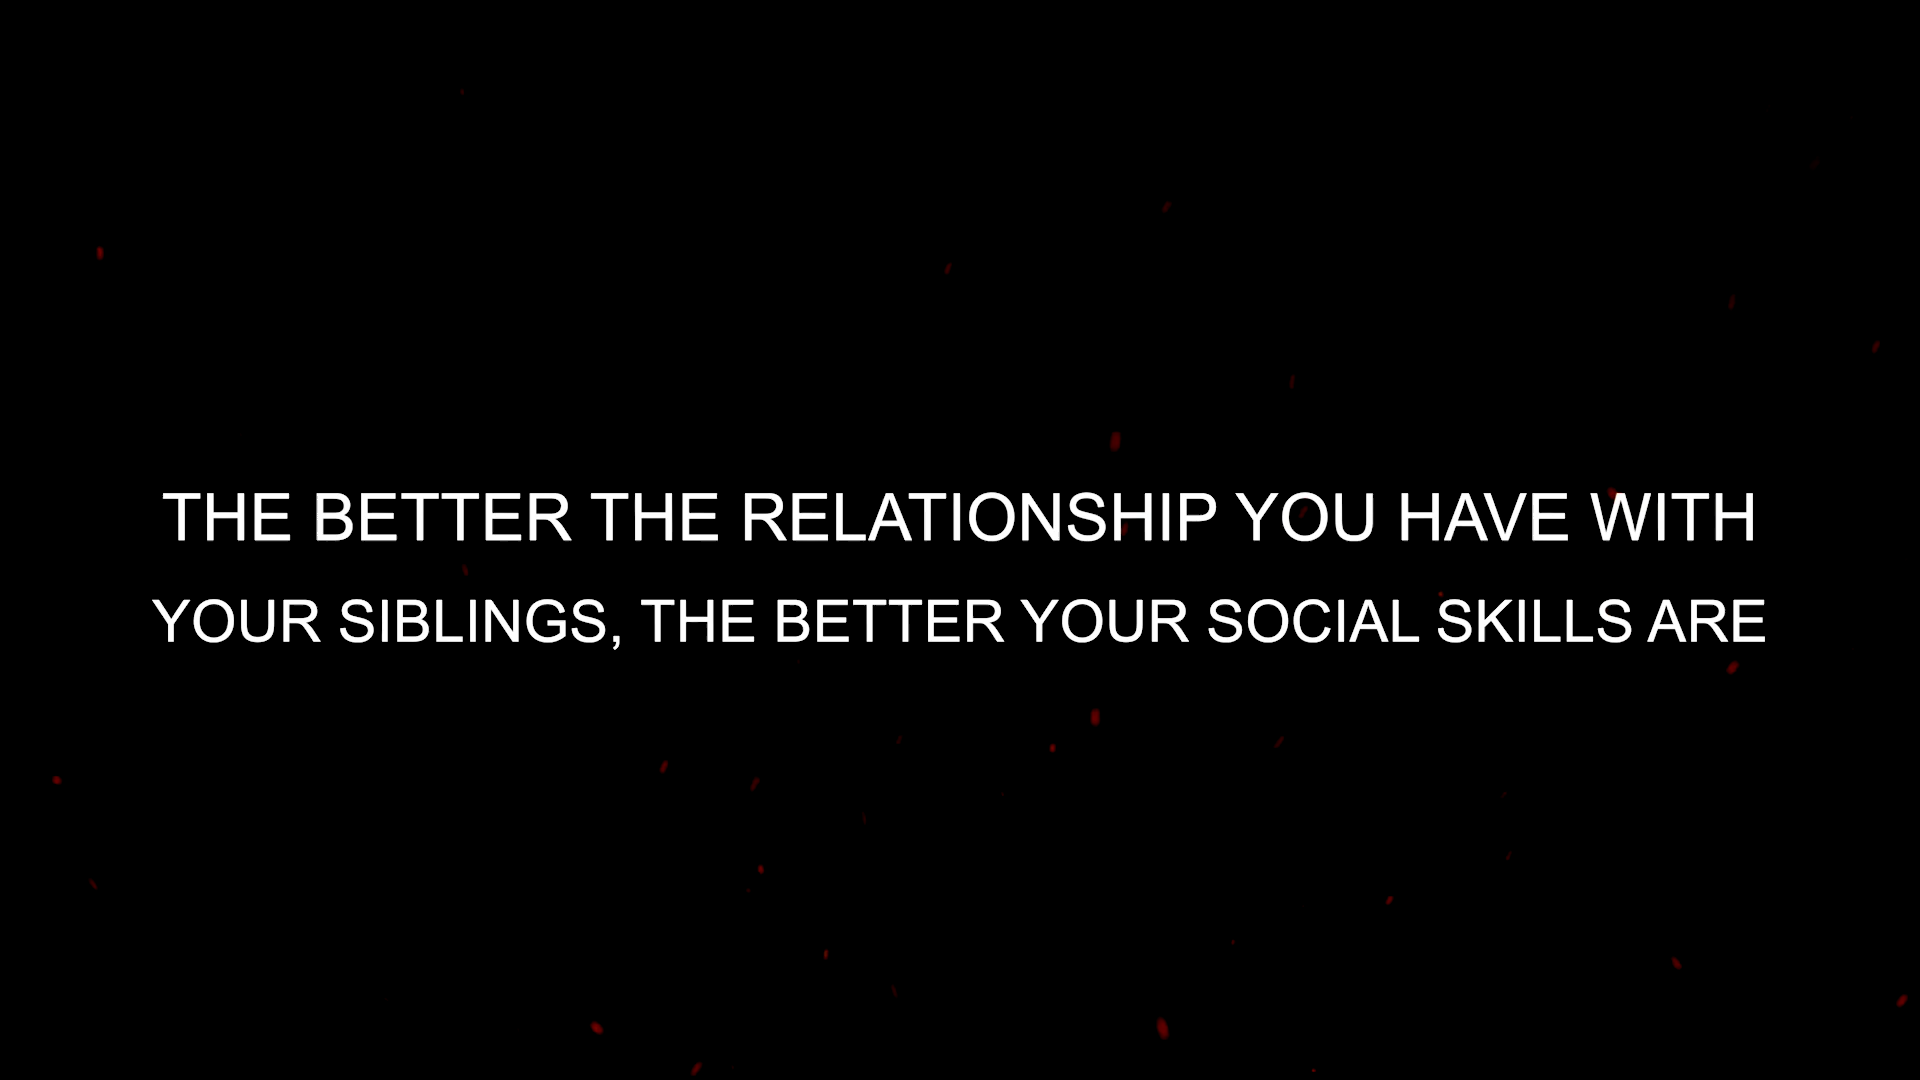 THE BETTER THE RELATIONSHIP YOU HAVE WITH
YOUR SIBLINGS, THE BETTER YOUR SOCIAL SKILLS ARE